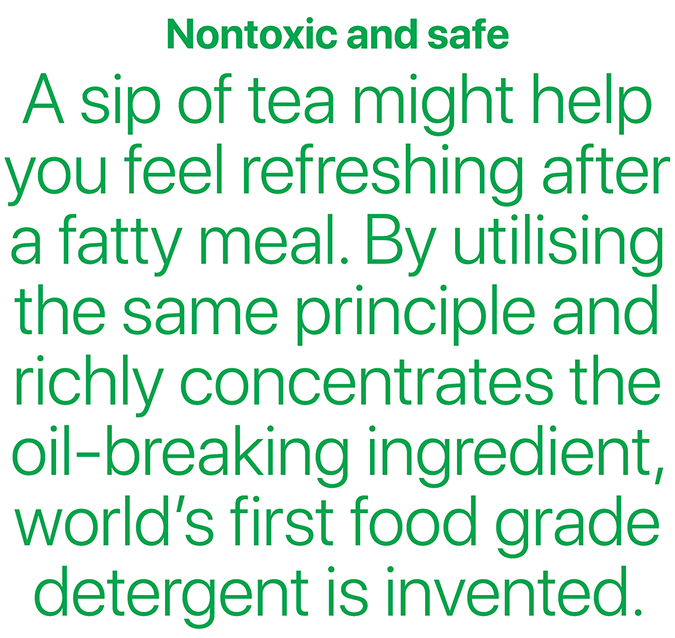 Nontoxic and safe
A sip of tea might help
you feel refreshing after
a fatty meal. By utilising
the same principle and
richly concentrates the
oil-breaking ingredient,
world’s first food grade
detergent is invented.